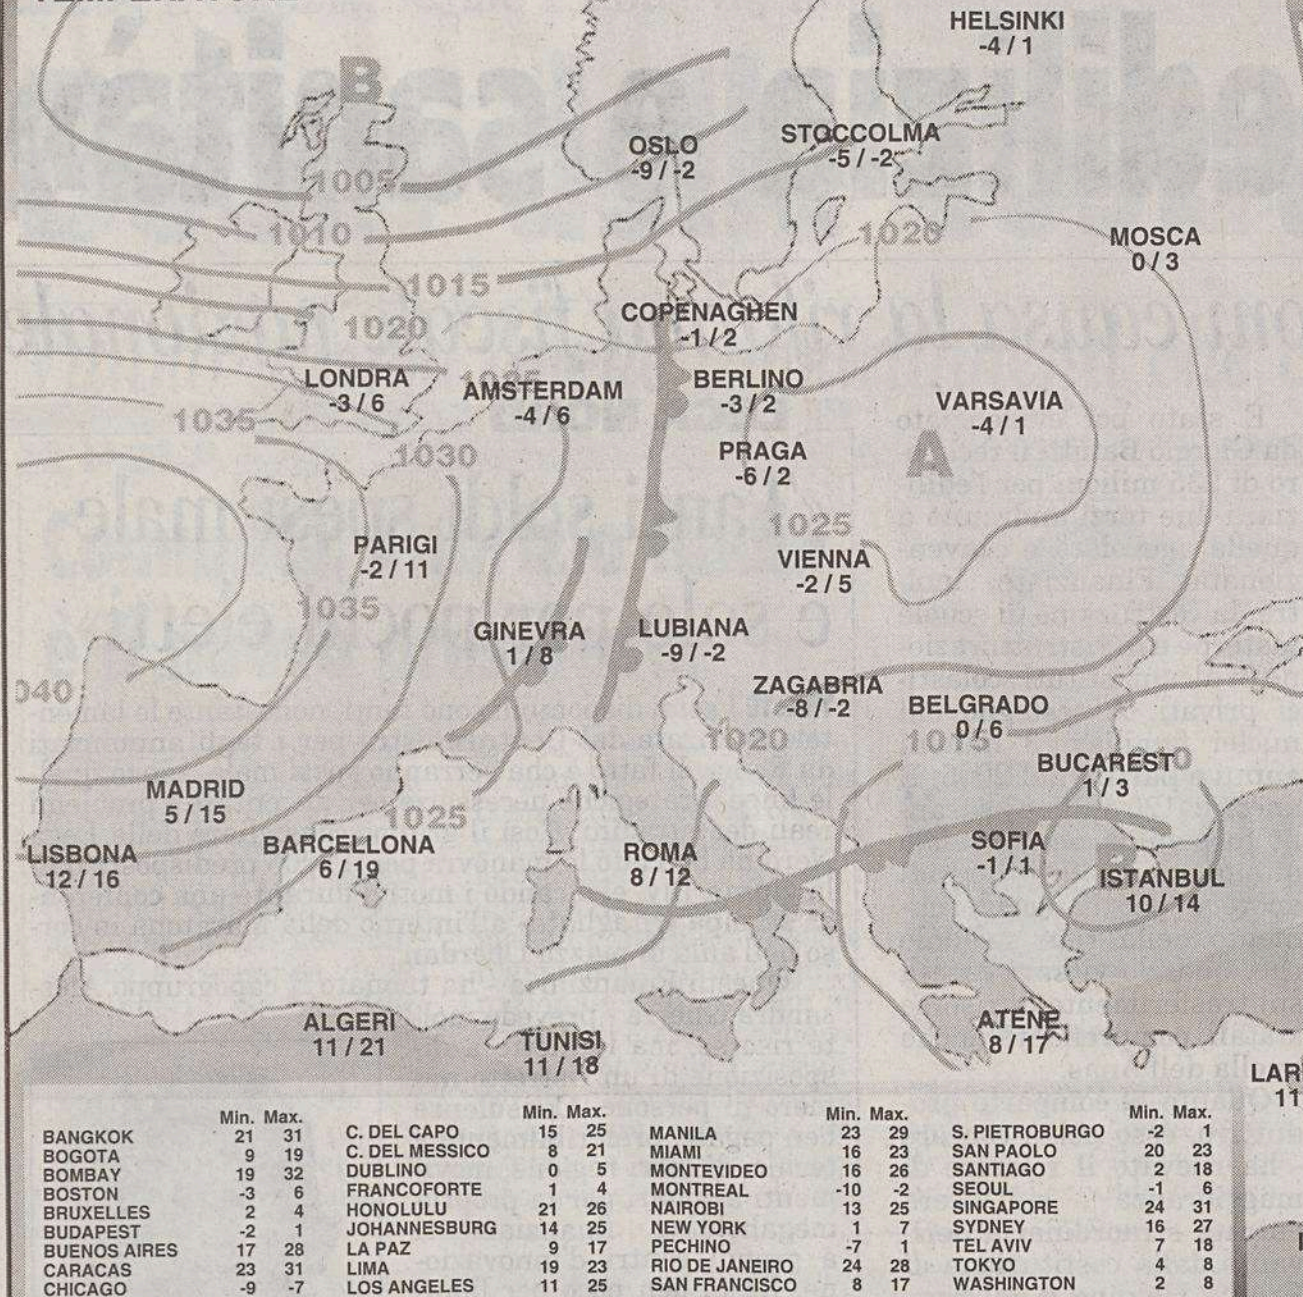 HELSINKI
-4 / 1
B
OSLO
-9 / -2
STOCCOLMA
-5 / -2
1005
1010
1020
MOSCA
0 / 3
1015
COPENAGHEN
-1 / 2
1020
LONDRA
-3 / 6
AMSTERDAM
-4 / 6
BERLINO
-3 / 2
VARSAVIA
-4 / 1
1035
1030
PRAGA
-6 / 2
A
1025
PARIGI
-2 / 11
VIENNA
-2 / 5
1035
GINEVRA
1 / 8
LUBIANA
-9 / -2
040
ZAGABRIA
-8 / -2
BELGRADO
0 / 6
1020
1015
BUCAREST
1 / 3
MADRID
5 / 15
1025
LISBONA
12 / 16
BARCELLONA
6 / 19
ROMA
8 / 12
SOFIA
-1 / 1
ISTANBUL
10 / 14
ALGERI
11 / 21
TUNISI
11 / 18
ATENE
8 / 17
LAR
11
Min. Max. Min. Max. Min. Max. Min. Max.
BANGKOK 21 31 C. DEL CAPO 15 25 MANILA 23 29 S. PIETROBURGO -2 1
BOGOTA 9 19 C. DEL MESSICO 8 21 MIAMI 16 23 SAN PAOLO 20 23
BOMBAY 19 32 DUBLINO 0 5 MONTEVIDEO 16 26 SANTIAGO 2 18
BOSTON -3 6 FRANCOFORTE 1 4 MONTREAL -10 -2 SEOUL -1 6
BRUXELLES 2 4 HONOLULU 21 26 NAIROBI 13 25 SINGAPORE 24 31
BUDAPEST -2 1 JOHANNESBURG 14 25 NEW YORK 1 7 SYDNEY 16 27
BUENOS AIRES 17 28 LA PAZ 9 17 PECHINO -7 1 TEL AVIV 7 18
CARACAS 23 31 LIMA 19 23 RIO DE JANEIRO 24 28 TOKYO 4 8
CHICAGO -9 -7 LOS ANGELES 11 25 SAN FRANCISCO 8 17 WASHINGTON 2 8